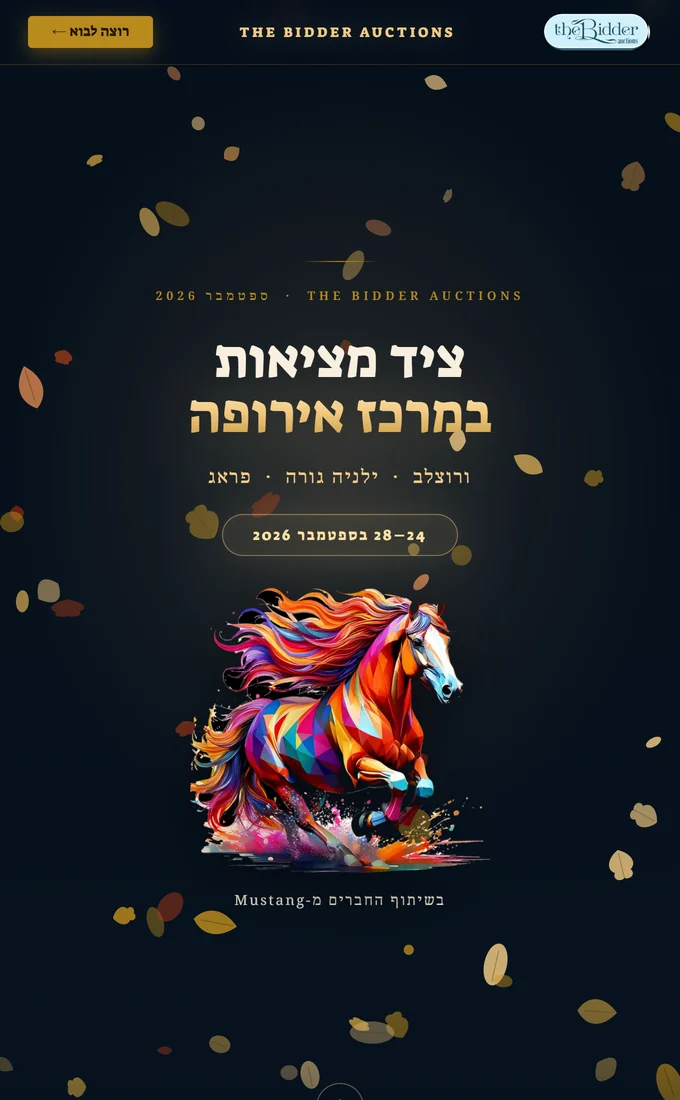 theBidder
auctions
THE BIDDER AUCTIONS
רוצה לבוא ←
THE BIDDER AUCTIONS · ספטמבר 2026
ציד מציאות
במרכז אירופה
ורוצלב · ילניה גורה · פראג
24–28 בספטמבר 2026
בשיתוף החברים מ-Mustang